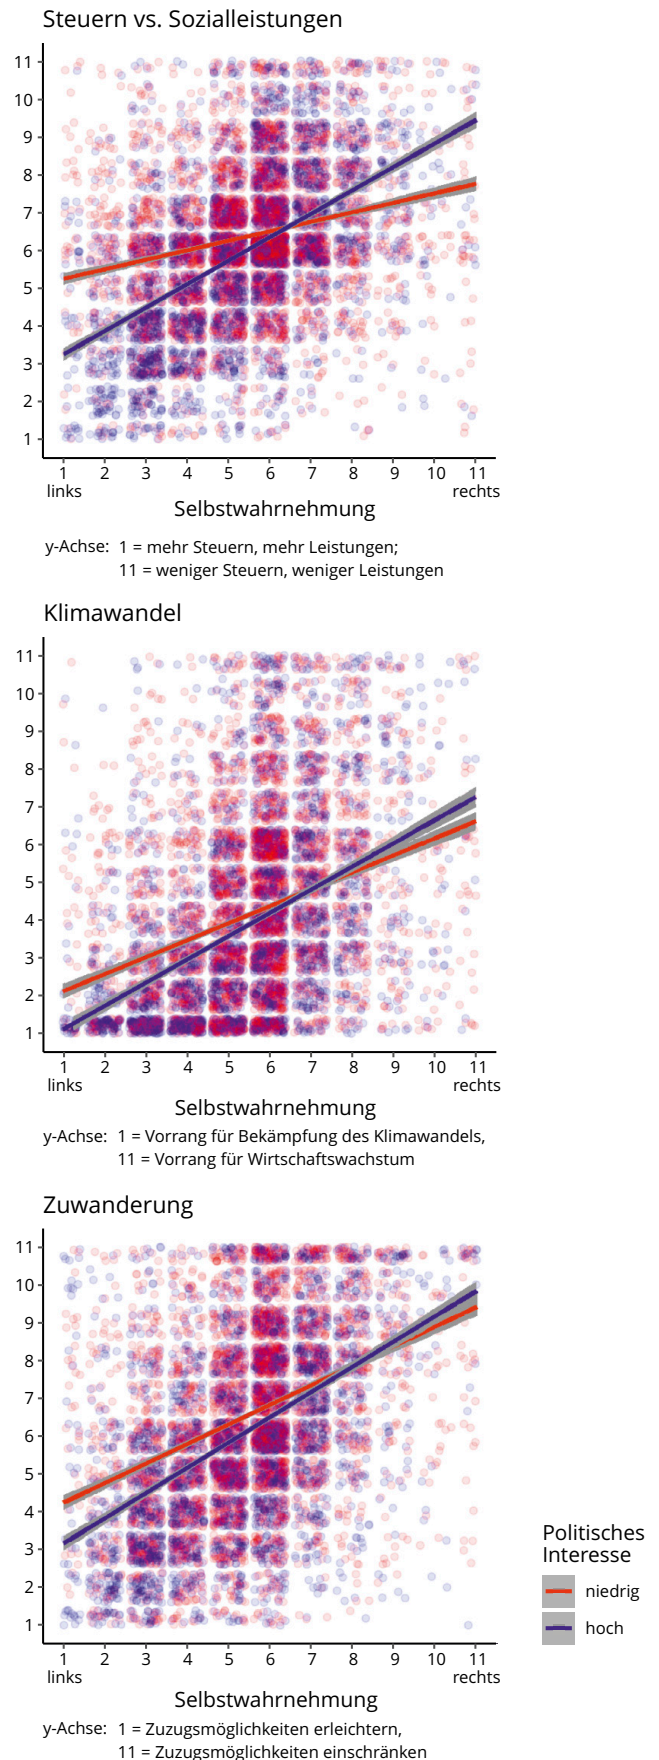 Steuern vs. Sozialleistungen
11
10
9
8
7
6
5
4
3
2
1
1 2 3 4 5 6 7 8 9 10 11
links rechts
Selbstwahrnehmung
y-Achse: 1 = mehr Steuern, mehr Leistungen;
11 = weniger Steuern, weniger Leistungen
Klimawandel
11
10
9
8
7
6
5
4
3
2
1
1 2 3 4 5 6 7 8 9 10 11
links rechts
Selbstwahrnehmung
y-Achse: 1 = Vorrang für Bekämpfung des Klimawandels,
11 = Vorrang für Wirtschaftswachstum
Zuwanderung
11
10
9
8
7
6
5
4
3
2
1
1 2 3 4 5 6 7 8 9 10 11
links rechts
Selbstwahrnehmung
y-Achse: 1 = Zuzugsmöglichkeiten erleichtern,
11 = Zuzugsmöglichkeiten einschränken
Politisches
Interesse
niedrig
hoch